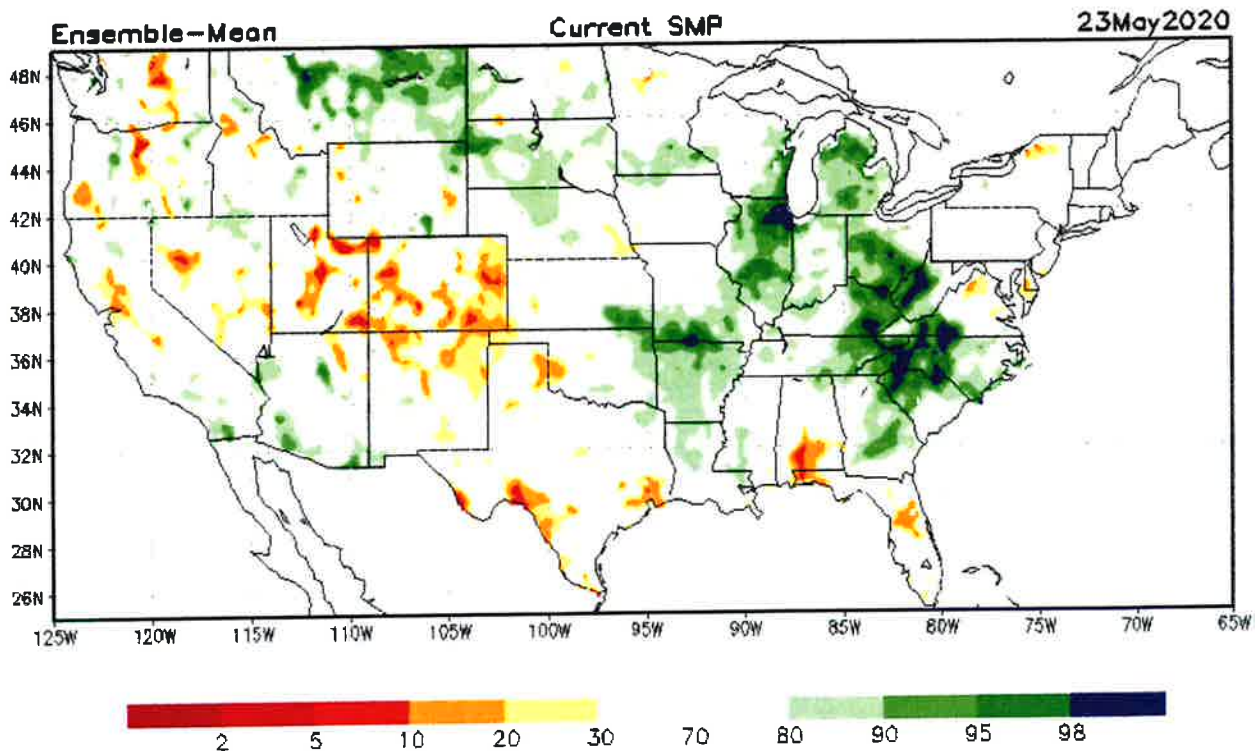 Ensemble-Mean Current SMP 23May2020
48N
46N
44N
42N
40N
38N
36N
34N
32N
30N
28N
26N
125W 120W 115W 110W 105W 100W 95W 90W 85W 80W 75W 70W 65W
2 5 10 20 30 70 80 90 95 98